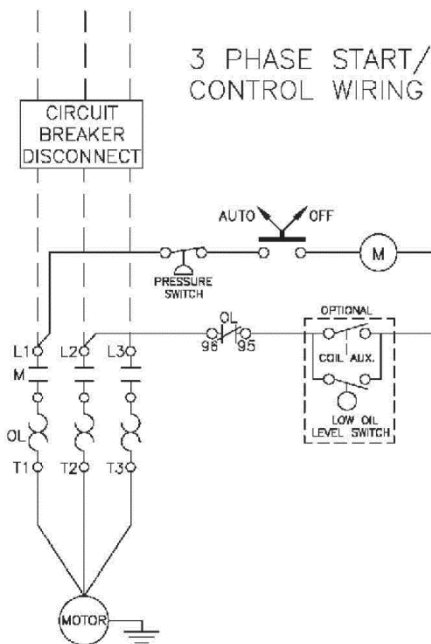 3 PHASE START/
CONTROL WIRING
CIRCUIT
BREAKER
DISCONNECT
AUTO OFF
M
PRESSURE
SWITCH
OPTIONAL
L1 L2 L3
OL
96 95
COIL AUX.
M
LOW OIL
LEVEL SWITCH
OL
T1 T2 T3
MOTOR